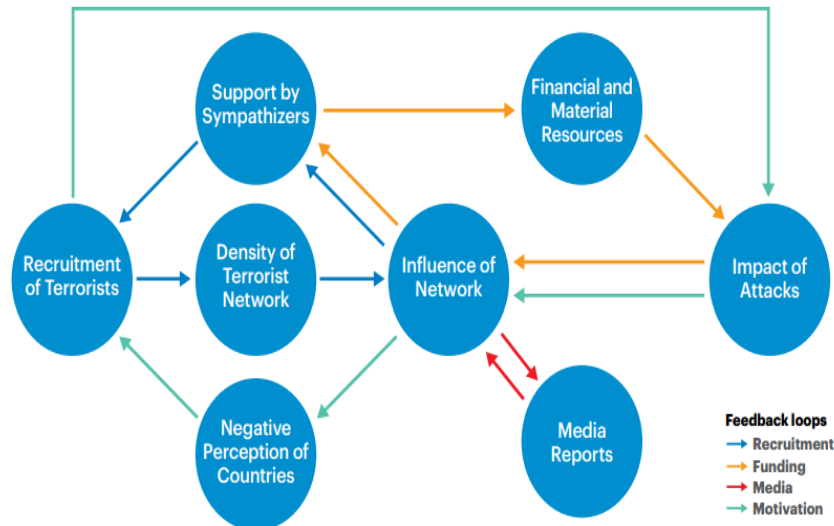 Support by
Sympathizers
Financial and
Material
Resources
Recruitment
of Terrorists
Density of
Terrorist
Network
Influence of
Network
Impact of
Attacks
Negative
Perception of
Countries
Media
Reports
Feedback loops
Recruitment
Funding
Media
Motivation